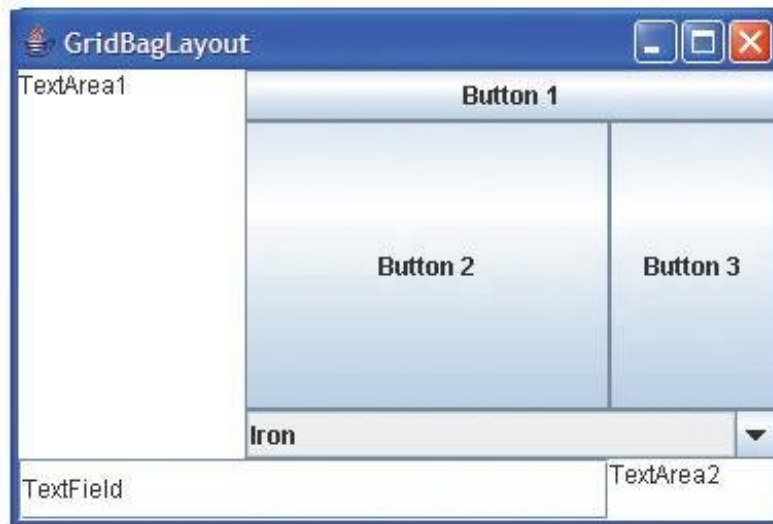 GridBagLayout
TextArea1
Button 1
Button 2
Button 3
Iron
TextField
TextArea2